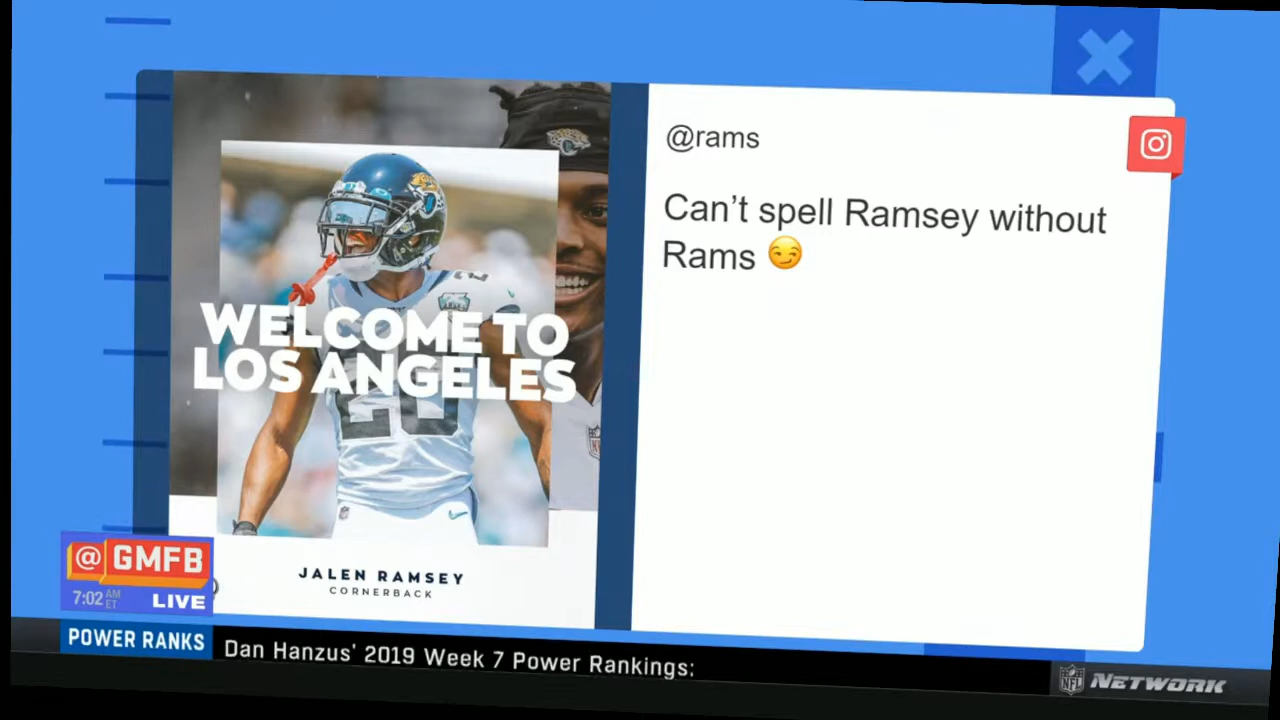 @rams
Can't spell Ramsey without
Rams 😏
WELCOME TO
LOS ANGELES
20
JALEN RAMSEY
CORNERBACK
@ GMFB
7:02 AM ET LIVE
POWER RANKS
Dan Hanzus' 2019 Week 7 Power Rankings:
NFL NETWORK